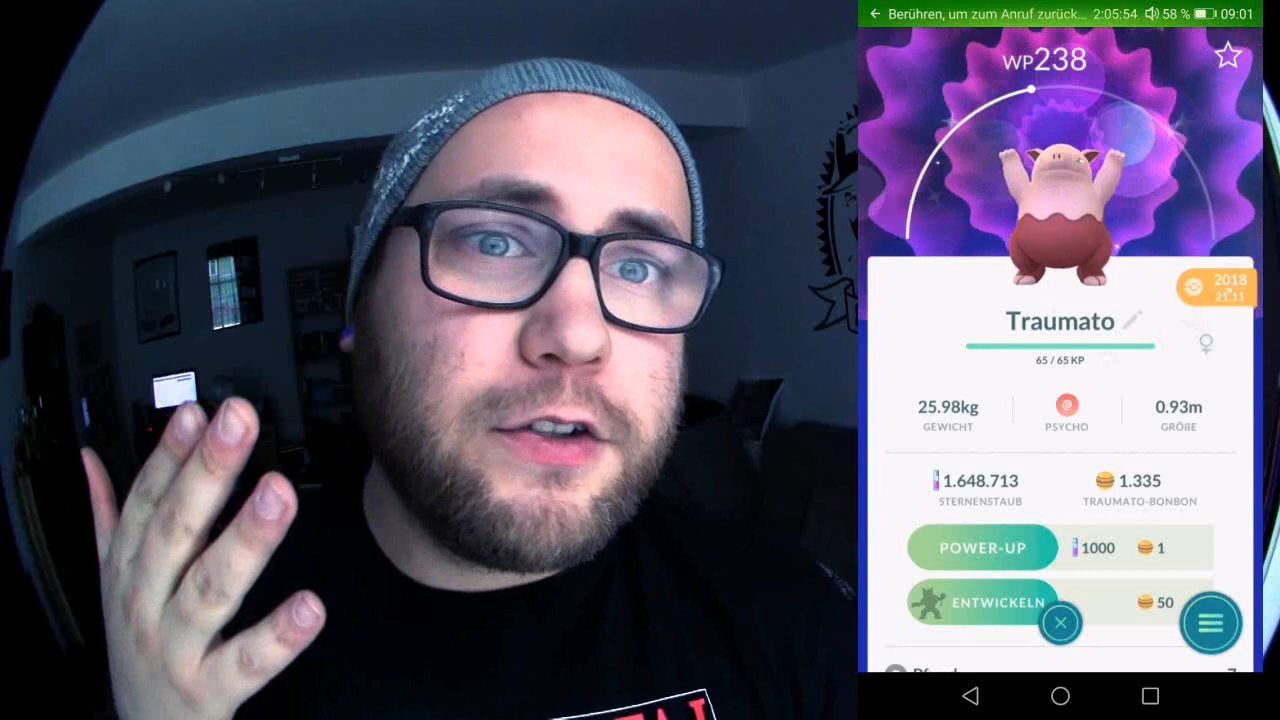 Berühren, um zum Anruf zurück... 2:05:54 58 % 09:01
WP238
2018
21.11
Traumato
65 / 65 KP
25.98kg
GEWICHT
PSYCHO
0.93m
GRÖßE
1.648.713
STERNENSTAUB
1.335
TRAUMATO-BONBON
POWER-UP 1000 1
ENTWICKELN 50